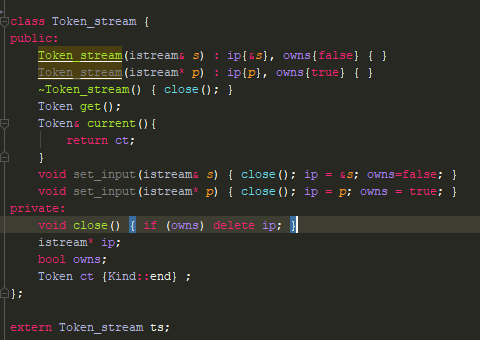 class Token_stream {
public:
    Token_stream(istream& s) : ip{&s}, owns{false} { }
    Token_stream(istream* p) : ip{p}, owns{true} { }
    ~Token_stream() { close(); }
    Token get();
    Token& current(){
        return ct;
    }
    void set_input(istream& s) { close(); ip = &s; owns=false; }
    void set_input(istream* p) { close(); ip = p; owns = true; }
private:
    void close() { if (owns) delete ip; }
    istream* ip;
    bool owns;
    Token ct {Kind::end} ;
};
extern Token_stream ts;